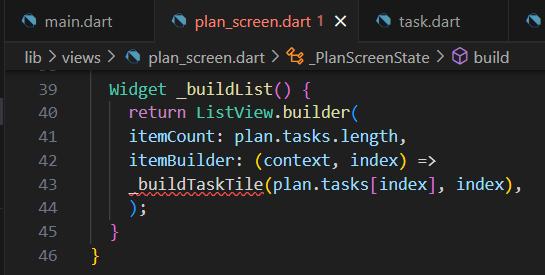 main.dart plan_screen.dart 1 task.dart
lib > views > plan_screen.dart > _PlanScreenState > build
39 Widget _buildList() {
40 return ListView.builder(
41 itemCount: plan.tasks.length,
42 itemBuilder: (context, index) =>
43 _buildTaskTile(plan.tasks[index], index),
44 );
45 }
46 }